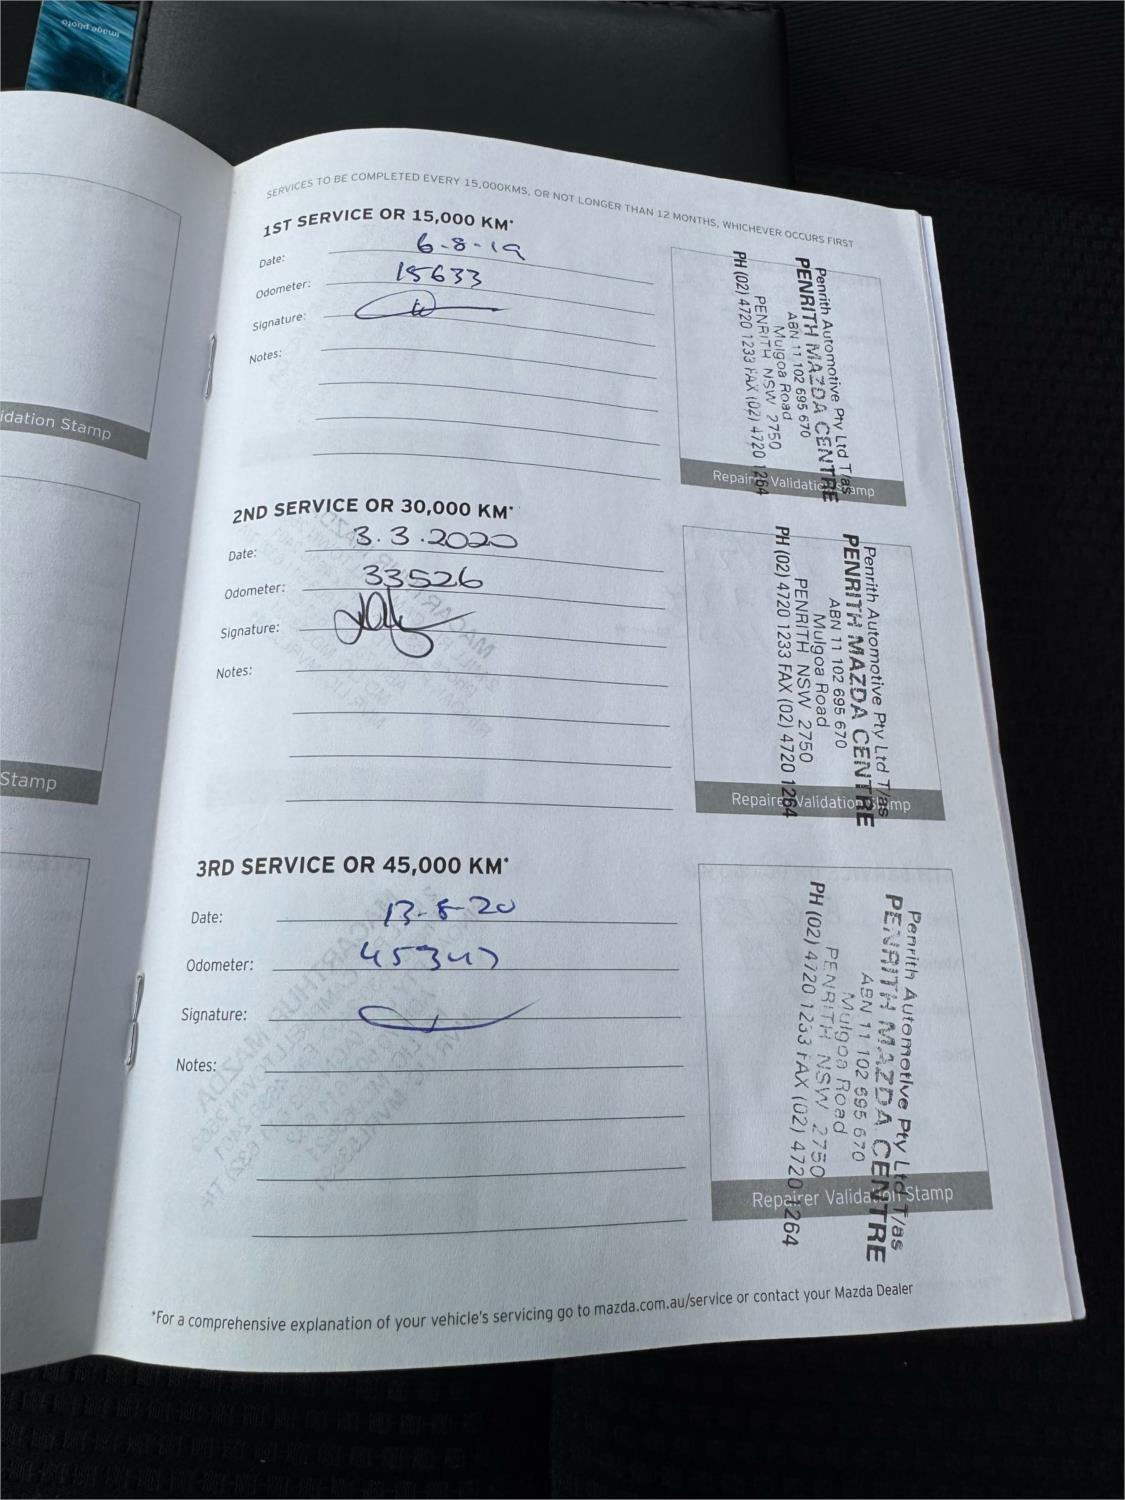 Image photo
idation Stamp
Stamp
SERVICES TO BE COMPLETED EVERY 15,000KMS, OR NOT LONGER THAN 12 MONTHS, WHICHEVER OCCURS FIRST
1ST SERVICE OR 15,000 KM*
Date: 6-8-19
Odometer: 15633
Signature:
Notes:
Penrith Automotive Pty Ltd T/as
PENRITH MAZDA CENTRE
ABN 11 102 695 670
Mulgoa Road
PENRITH NSW 2750
PH (02) 4720 1233 FAX (02) 4720 1264
Repairer Validation Stamp
2ND SERVICE OR 30,000 KM*
Date: 3.3.2020
Odometer: 33526
Signature:
Notes:
Penrith Automotive Pty Ltd T/as
PENRITH MAZDA CENTRE
ABN 11 102 695 670
Mulgoa Road
PENRITH NSW 2750
PH (02) 4720 1233 FAX (02) 4720 1264
Repairer Validation Stamp
3RD SERVICE OR 45,000 KM*
Date: 13-8-20
Odometer: 45347
Signature:
Notes:
Penrith Automotive Pty Ltd T/as
PENRITH MAZDA CENTRE
ABN 11 102 695 670
Mulgoa Road
PENRITH NSW 2750
PH (02) 4720 1233 FAX (02) 4720 1264
Repairer Validation Stamp
*For a comprehensive explanation of your vehicle's servicing go to mazda.com.au/service or contact your Mazda Dealer